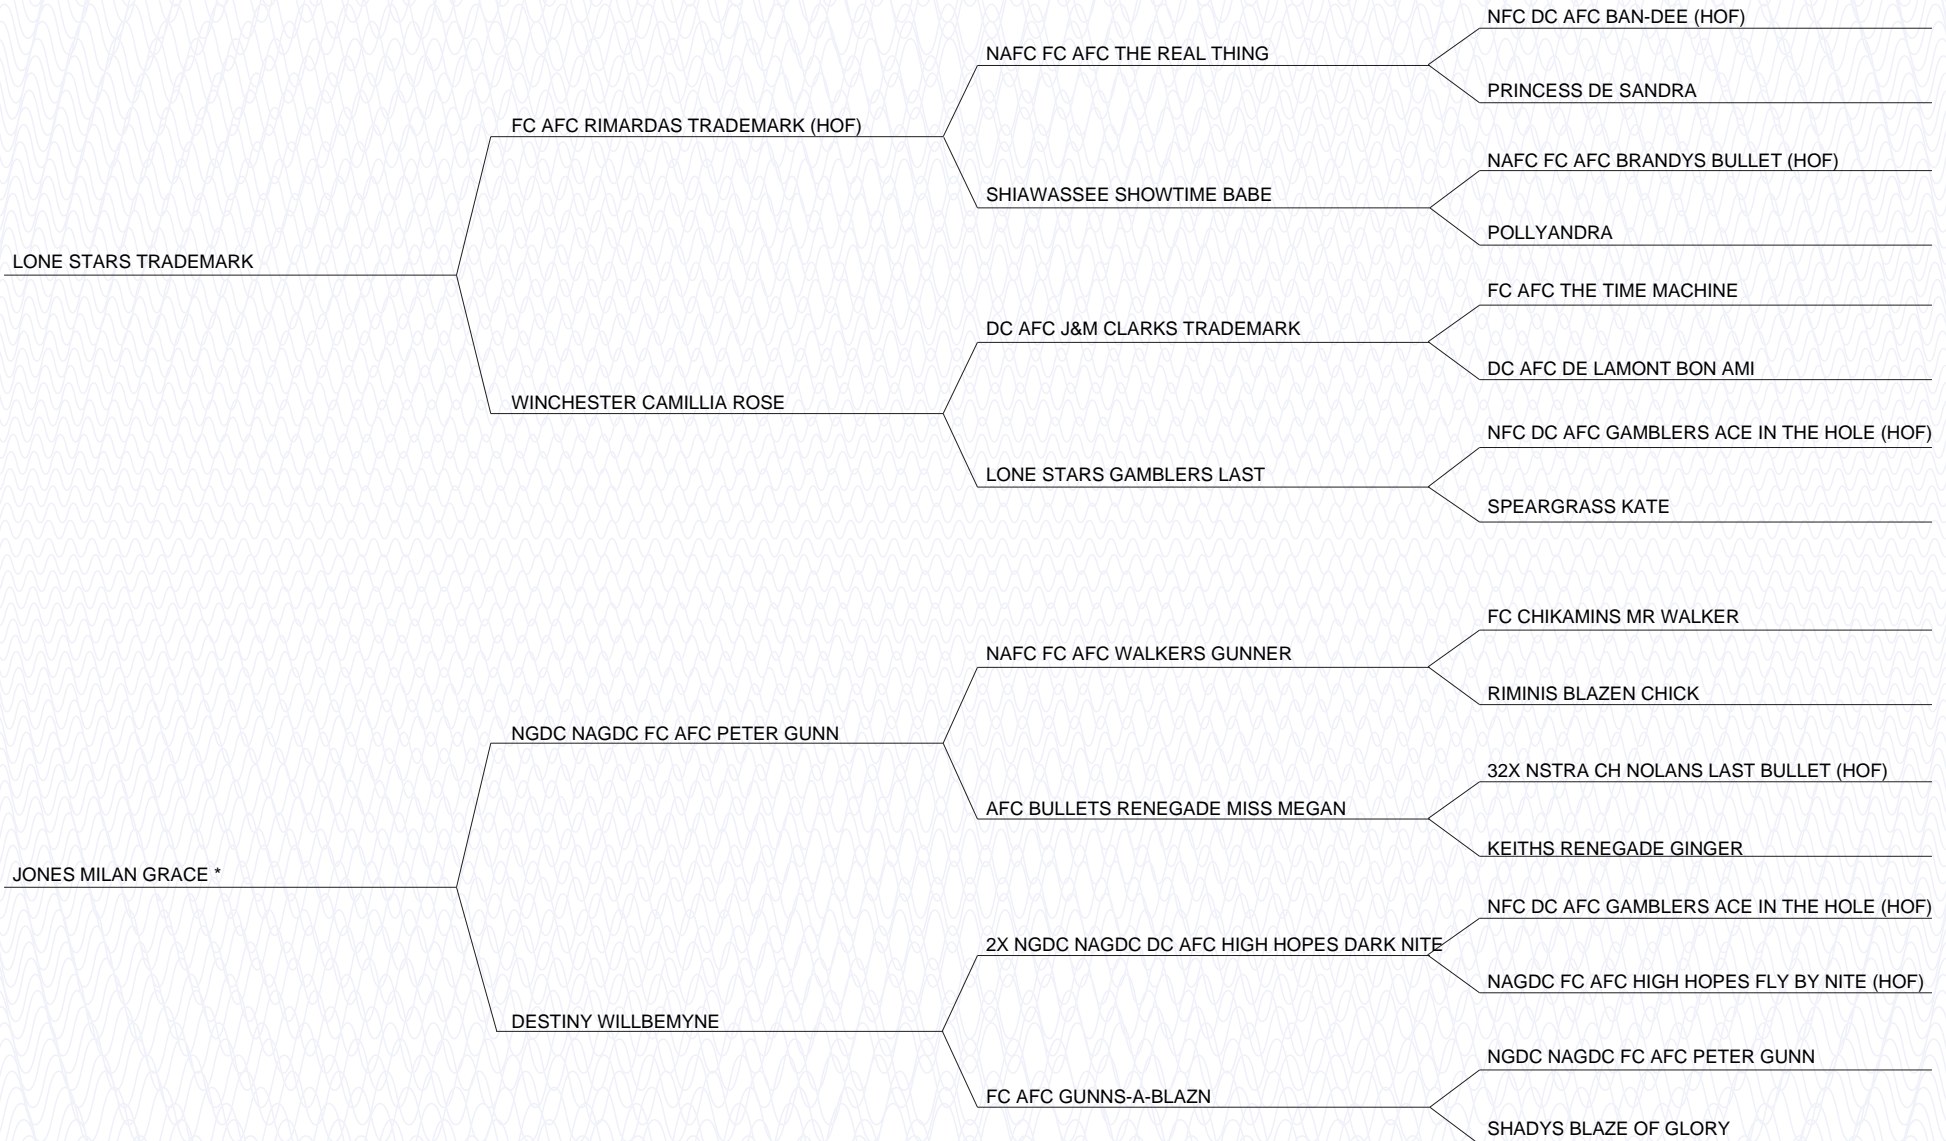 NFC DC AFC BAN-DEE (HOF)
NAFC FC AFC THE REAL THING
PRINCESS DE SANDRA
FC AFC RIMARDAS TRADEMARK (HOF)
NAFC FC AFC BRANDYS BULLET (HOF)
SHIAWASSEE SHOWTIME BABE
POLLYANDRA
LONE STARS TRADEMARK
FC AFC THE TIME MACHINE
DC AFC J&M CLARKS TRADEMARK
DC AFC DE LAMONT BON AMI
WINCHESTER CAMILLIA ROSE
NFC DC AFC GAMBLERS ACE IN THE HOLE (HOF)
LONE STARS GAMBLERS LAST
SPEARGRASS KATE
FC CHIKAMINS MR WALKER
NAFC FC AFC WALKERS GUNNER
RIMINIS BLAZEN CHICK
NGDC NAGDC FC AFC PETER GUNN
32X NSTRA CH NOLANS LAST BULLET (HOF)
AFC BULLETS RENEGADE MISS MEGAN
KEITHS RENEGADE GINGER
JONES MILAN GRACE *
NFC DC AFC GAMBLERS ACE IN THE HOLE (HOF)
2X NGDC NAGDC DC AFC HIGH HOPES DARK NITE
NAGDC FC AFC HIGH HOPES FLY BY NITE (HOF)
DESTINY WILLBEMYNE
NGDC NAGDC FC AFC PETER GUNN
FC AFC GUNNS-A-BLAZN
SHADYS BLAZE OF GLORY